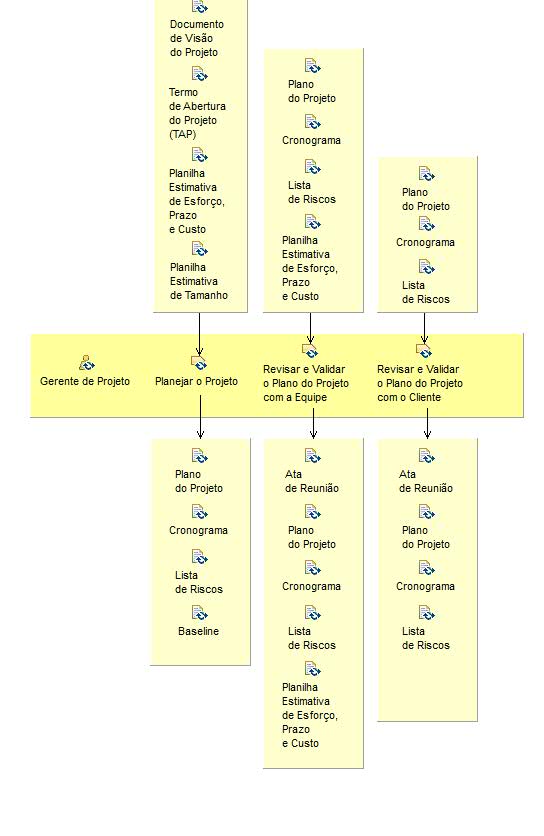 Documento
de Visão
do Projeto
Termo
de Abertura
do Projeto
(TAP)
Planilha
Estimativa
de Esforço,
Prazo
e Custo
Planilha
Estimativa
de Tamanho
Plano
do Projeto
Cronograma
Lista
de Riscos
Planilha
Estimativa
de Esforço,
Prazo
e Custo
Plano
do Projeto
Cronograma
Lista
de Riscos
Gerente de Projeto
Planejar o Projeto
Revisar e Validar
o Plano do Projeto
com a Equipe
Revisar e Validar
o Plano do Projeto
com o Cliente
Plano
do Projeto
Cronograma
Lista
de Riscos
Baseline
Ata
de Reunião
Plano
do Projeto
Cronograma
Lista
de Riscos
Planilha
Estimativa
de Esforço,
Prazo
e Custo
Ata
de Reunião
Plano
do Projeto
Cronograma
Lista
de Riscos